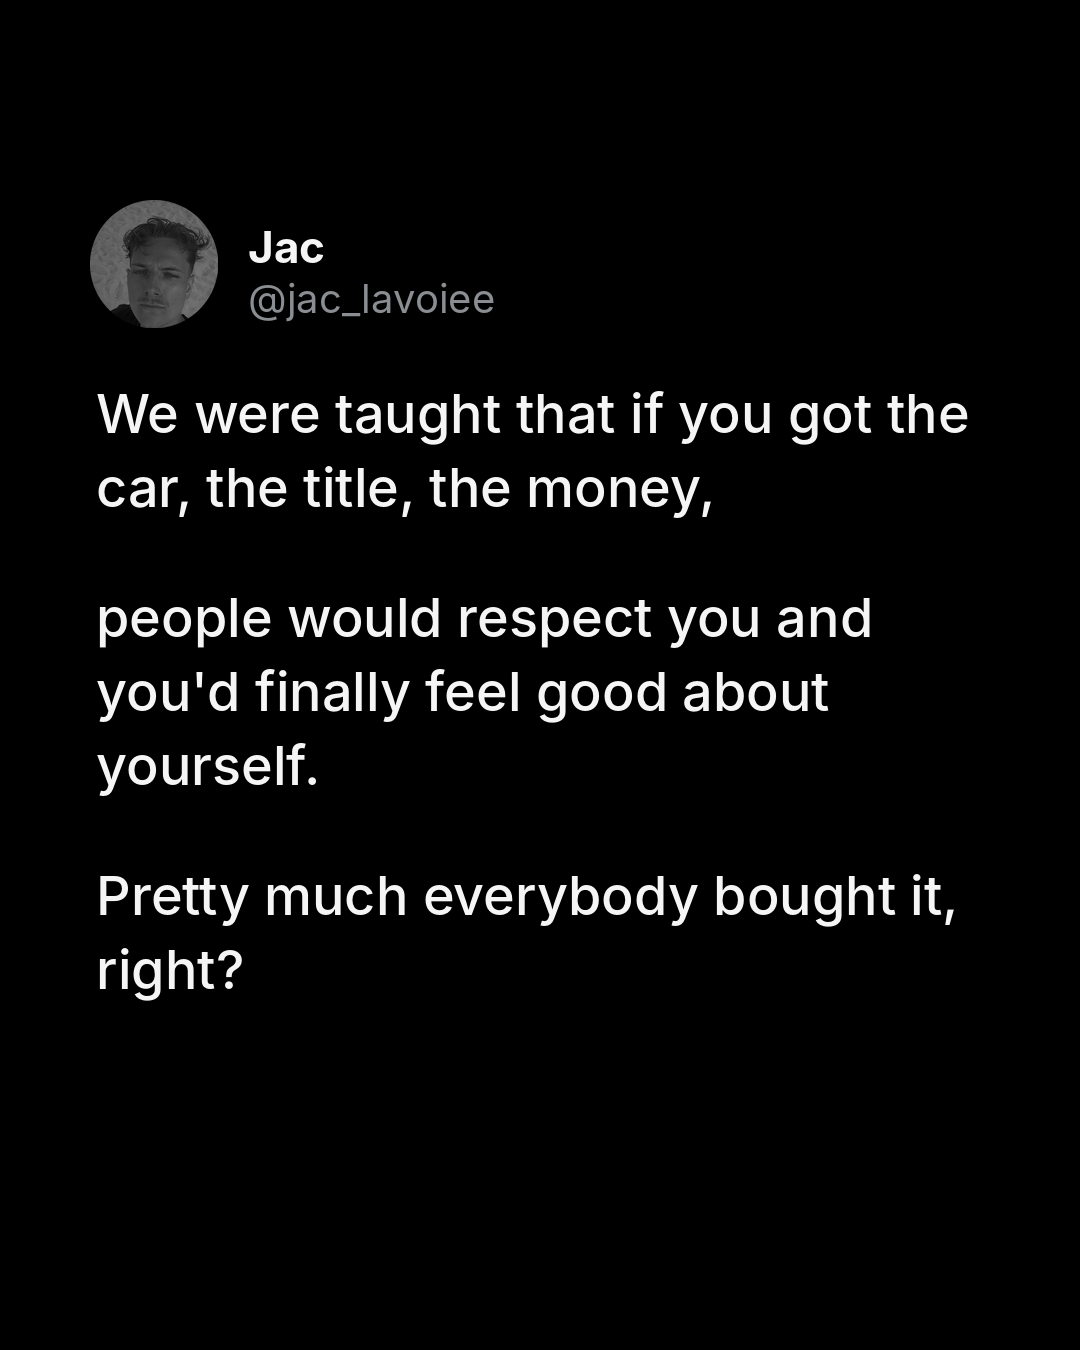 Jac
@jac_lavoiee
We were taught that if you got the
car, the title, the money,
people would respect you and
you'd finally feel good about
yourself.
Pretty much everybody bought it,
right?